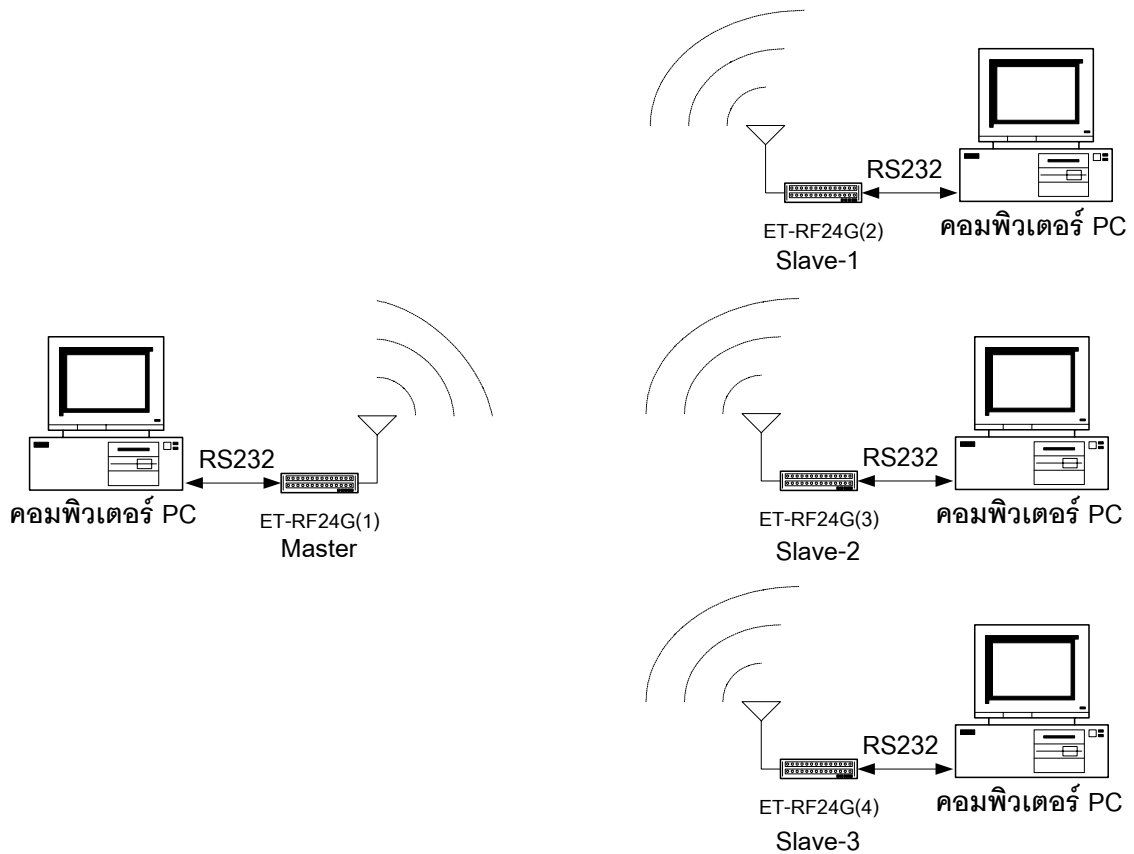 RS232
ET-RF24G(2)
Slave-1
คอมพิวเตอร์ PC
RS232
คอมพิวเตอร์ PC
ET-RF24G(1)
Master
RS232
ET-RF24G(3)
Slave-2
คอมพิวเตอร์ PC
RS232
ET-RF24G(4)
Slave-3
คอมพิวเตอร์ PC